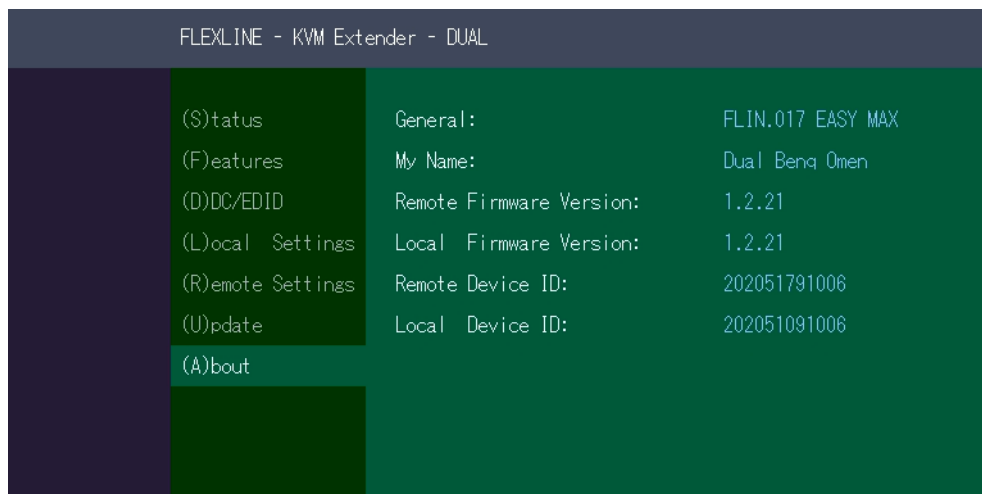 FLEXLINE - KVM Extender - DUAL
(S)tatus General: FLIN.017 EASY MAX
(F)eatures My Name: Dual Benq Omen
(D)DC/EDID Remote Firmware Version: 1.2.21
(L)ocal Settings Local Firmware Version: 1.2.21
(R)emote Settings Remote Device ID: 202051791006
(U)pdate Local Device ID: 202051091006
(A)bout